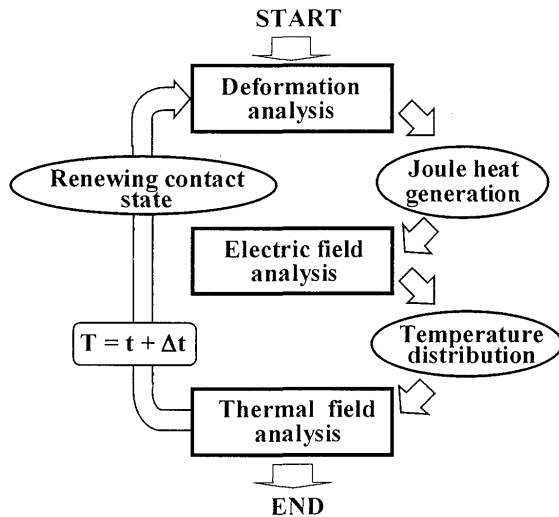 START
Deformation
analysis
Renewing contact
state
Joule heat
generation
Electric field
analysis
T = t + Δt
Temperature
distribution
Thermal field
analysis
END